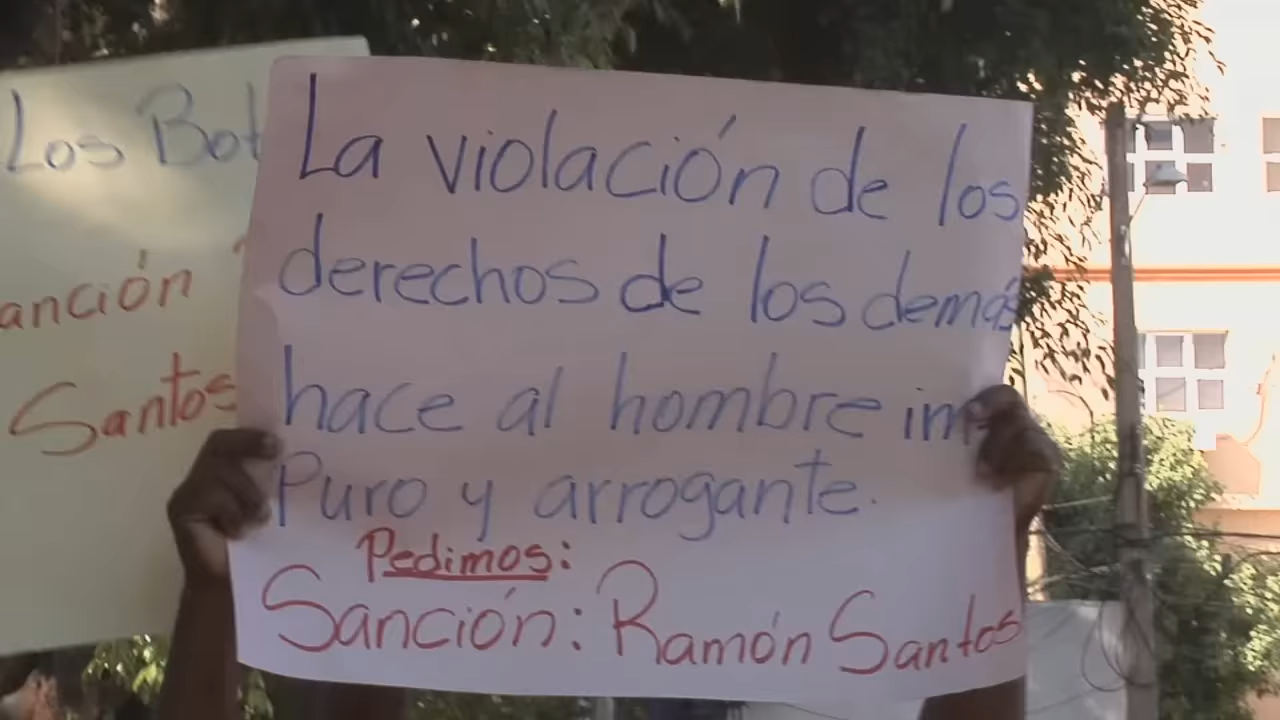 Los Bot
anción
Santos
La violación de los
derechos de los demás
hace al hombre im
Puro y arrogante.
Pedimos:
Sanción: Ramón Santos